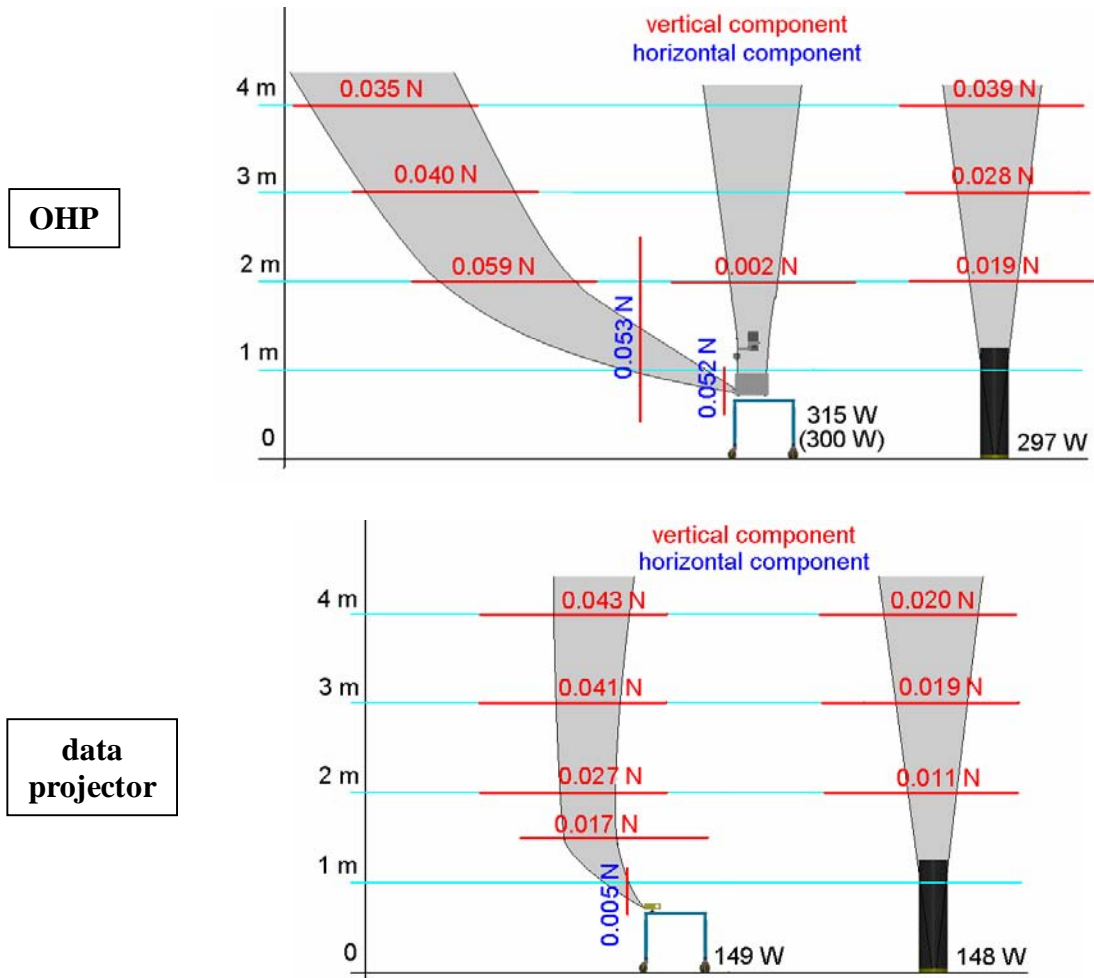 vertical component
horizontal component
4 m
0.035 N
0.039 N
3 m
0.040 N
0.028 N
OHP
2 m
0.059 N
0.002 N
0.019 N
0.053 N
1 m
0.052 N
315 W
(300 W)
0
297 W
vertical component
horizontal component
4 m
0.043 N
0.020 N
3 m
0.041 N
0.019 N
data
projector
2 m
0.027 N
0.011 N
0.017 N
1 m
0.005 N
0
149 W
148 W